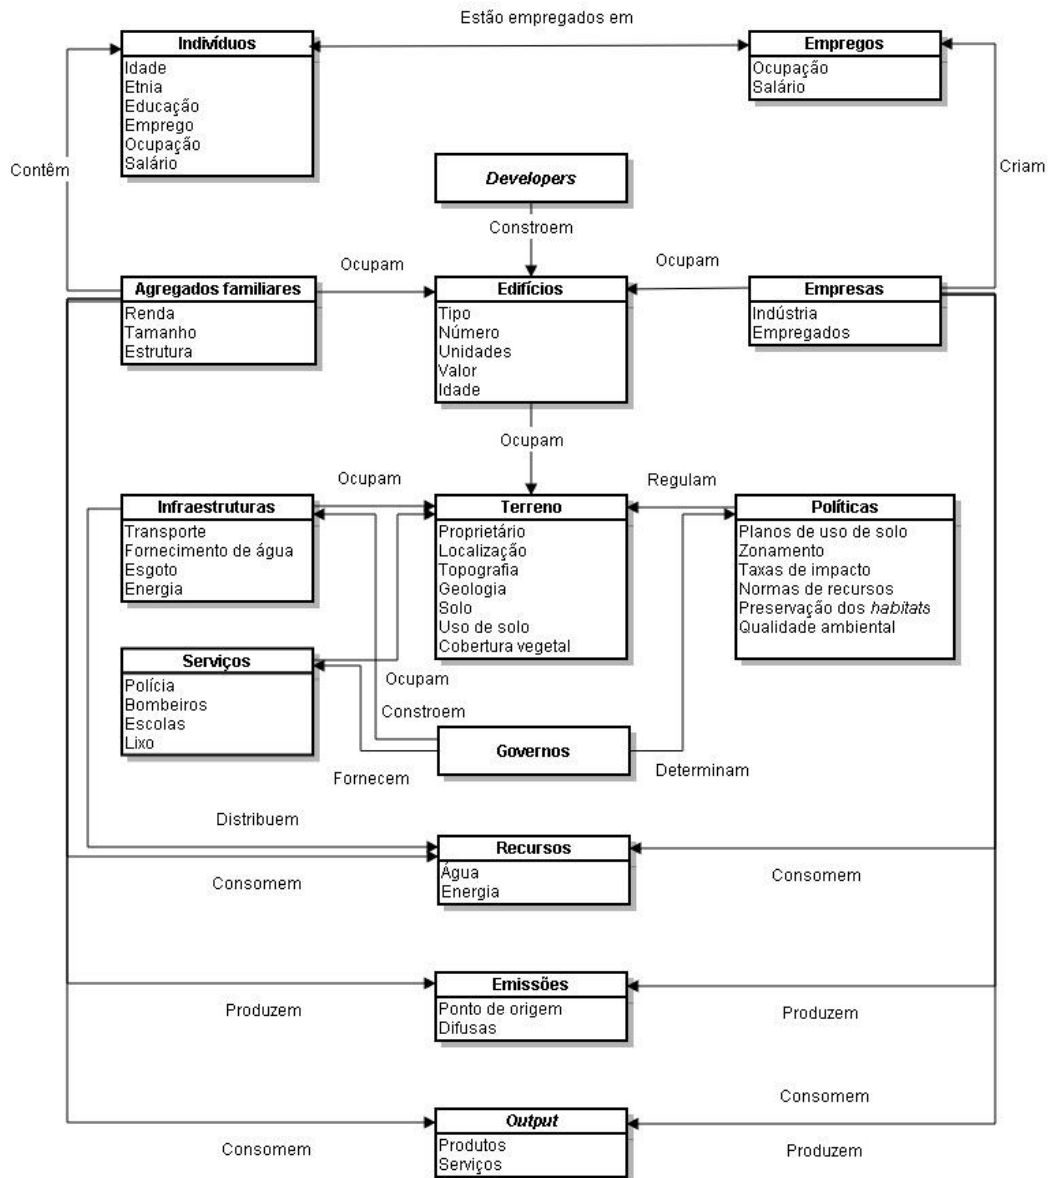 Estão empregados em
Indivíduos
Idade
Etnia
Educação
Emprego
Ocupação
Salário
Empregos
Ocupação
Salário
Contêm
Developers
Criam
Constroem
Ocupam
Ocupam
Agregados familiares
Renda
Tamanho
Estrutura
Edifícios
Tipo
Número
Unidades
Valor
Idade
Empresas
Indústria
Empregados
Ocupam
Ocupam
Regulam
Infraestruturas
Transporte
Fornecimento de água
Esgoto
Energia
Terreno
Proprietário
Localização
Topografia
Geologia
Solo
Uso de solo
Cobertura vegetal
Políticas
Planos de uso de solo
Zonamento
Taxas de impacto
Normas de recursos
Preservação dos habitats
Qualidade ambiental
Serviços
Polícia
Bombeiros
Escolas
Lixo
Ocupam
Constroem
Governos
Fornecem
Determinam
Distribuem
Recursos
Água
Energia
Consomem
Consomem
Emissões
Ponto de origem
Difusas
Produzem
Produzem
Consomem
Output
Produtos
Serviços
Consomem
Produzem